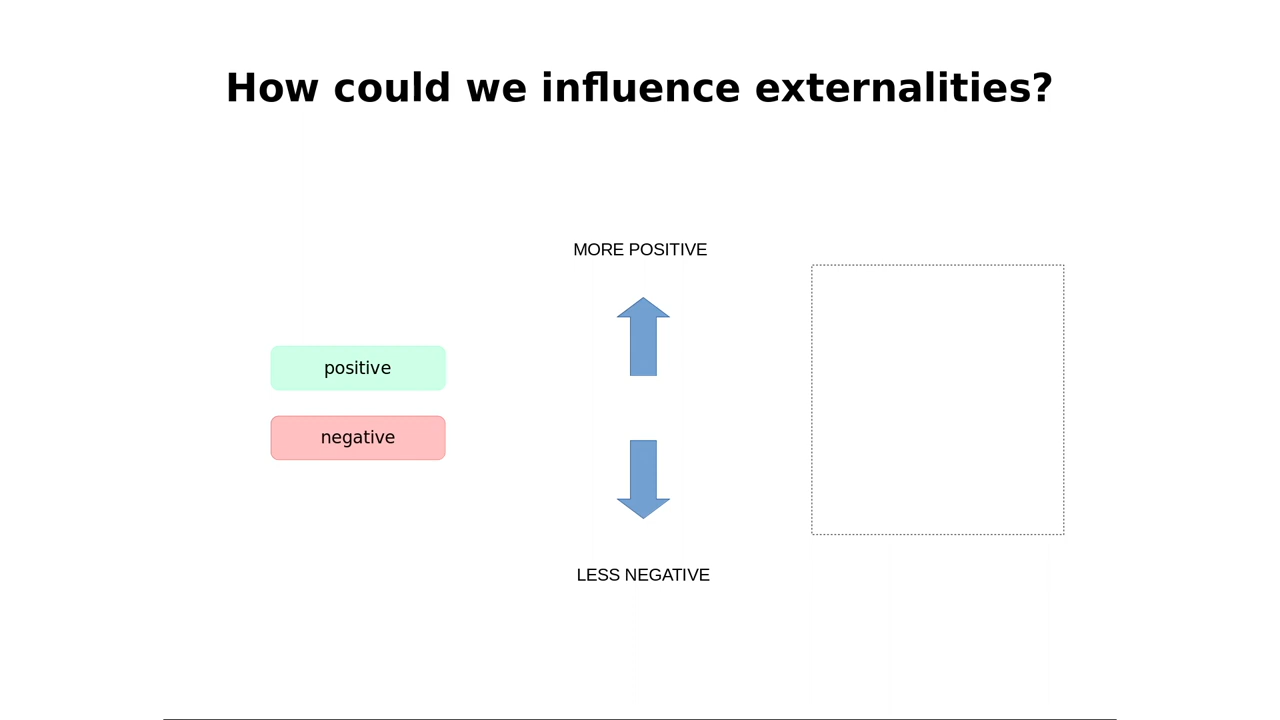 How could we influence externalities?
MORE POSITIVE
positive
negative
LESS NEGATIVE